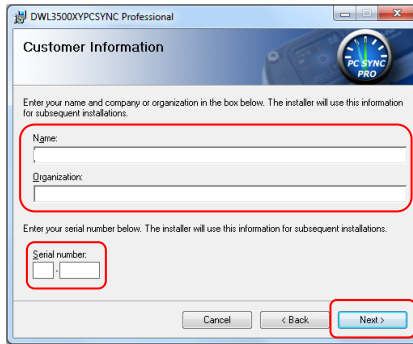 DWL3500XYPCSYNC Professional
Customer Information
PC SYNC
PRO
Enter your name and company or organization in the box below. The installer will use this information
for subsequent installations.
Name:
Organization:
Enter your serial number below. The installer will use this information for subsequent installations.
Serial number:
-
Cancel
< Back
Next >